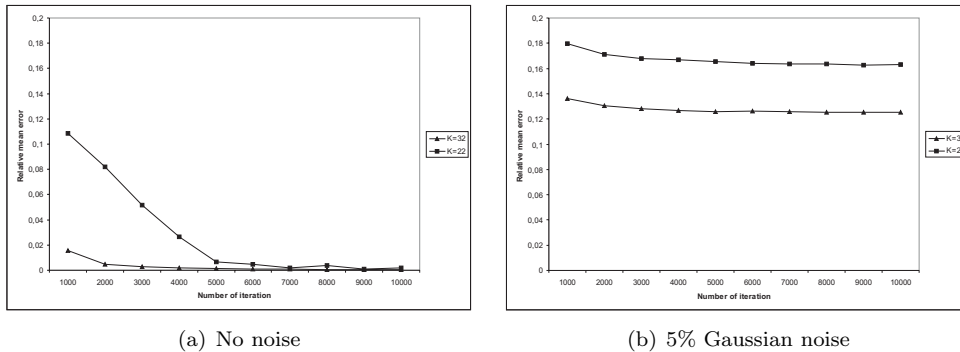 0,2
0,18
0,16
0,14
0,12
0,1
0,08
0,06
0,04
0,02
0
Relative mean error
1000 2000 3000 4000 5000 6000 7000 8000 9000 10000
Number of iteration
K=32
K=22
(a) No noise
0,2
0,18
0,16
0,14
0,12
0,1
0,08
0,06
0,04
0,02
0
Relative mean error
1000 2000 3000 4000 5000 6000 7000 8000 9000 10000
Number of iteration
K=3
K=2
(b) 5% Gaussian noise